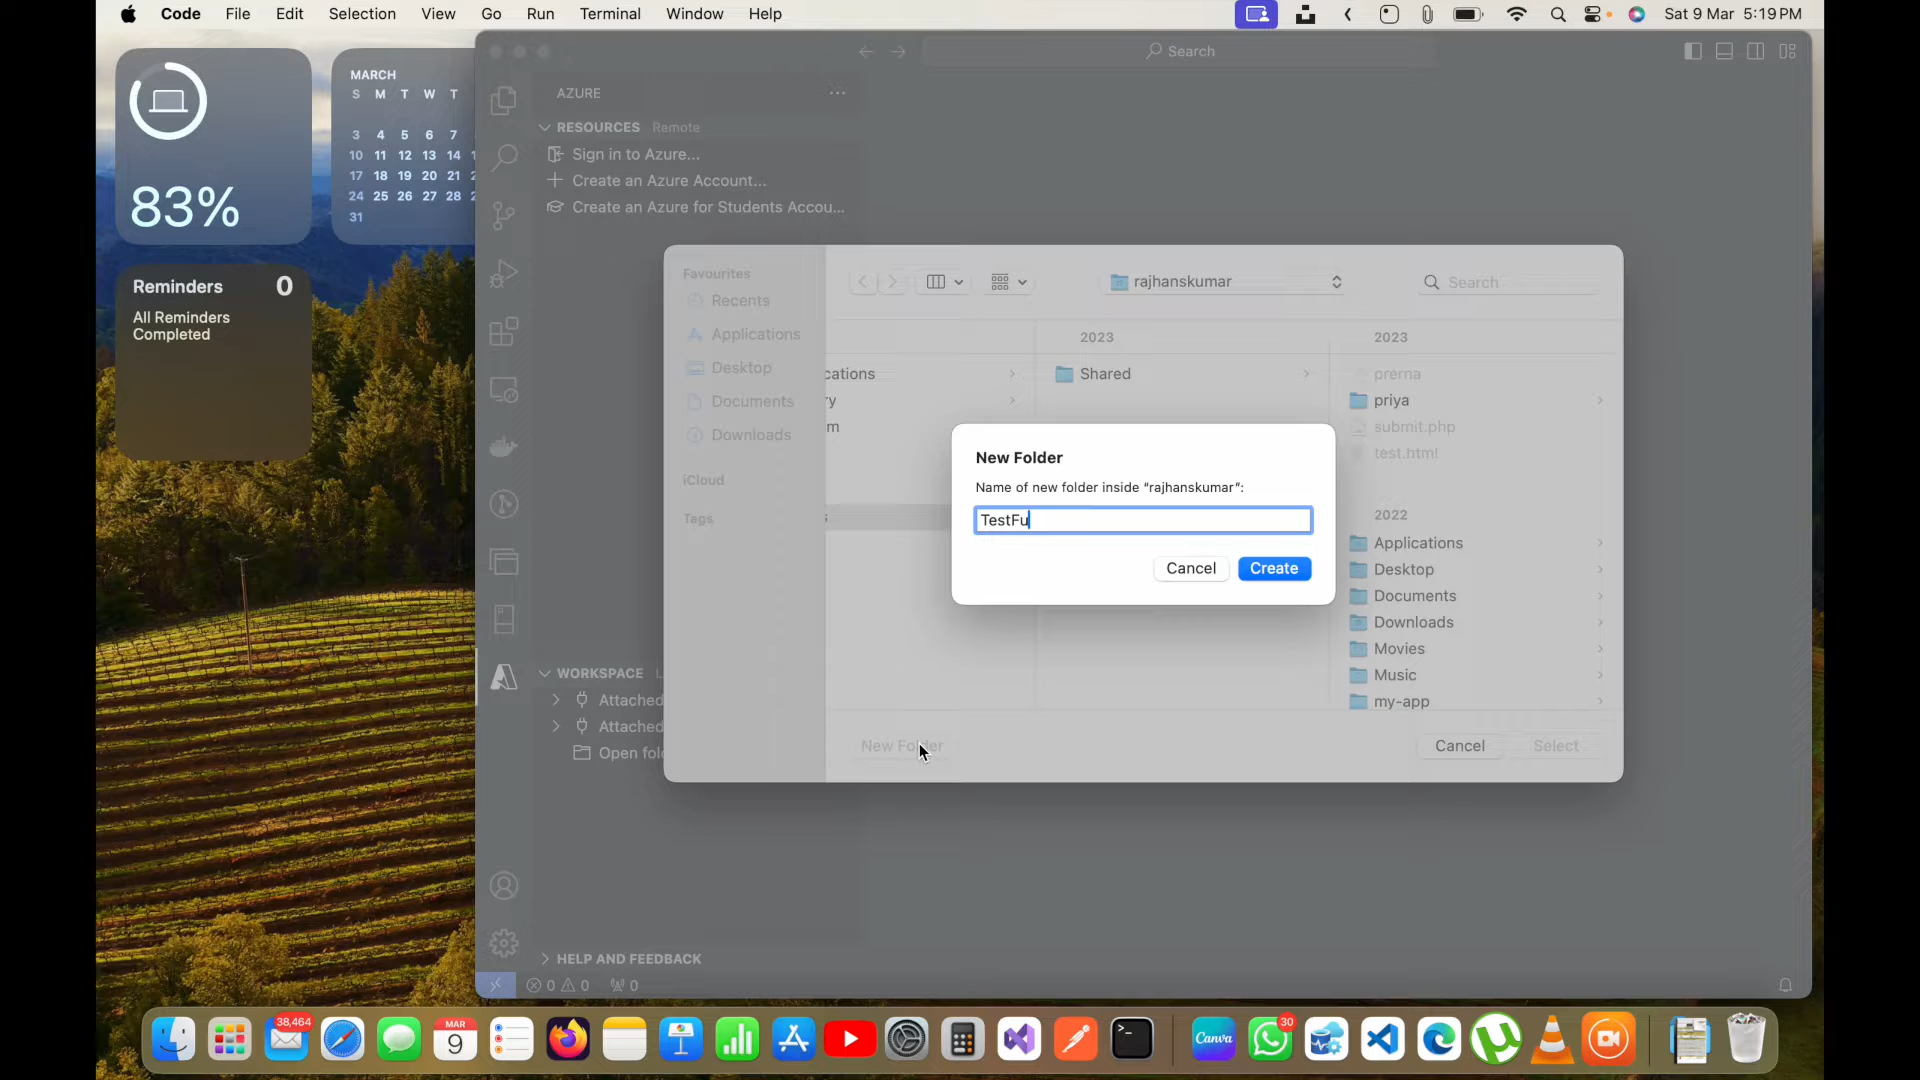 Code File Edit Selection View Go Run Terminal Window Help Sat 9 Mar 5:19 PM
83%
MARCH
S M T W T
3 4 5 6 7
10 11 12 13 14
17 18 19 20 21
24 25 26 27 28
31
Reminders 0
All Reminders
Completed
Search
AZURE
RESOURCES Remote
Sign in to Azure...
Create an Azure Account...
Create an Azure for Students Accou...
Favourites
Recents
Applications
Desktop
Documents
Downloads
iCloud
Tags
rajhanskumar
Search
2023
Shared
2023
prerna
priya
submit.php
test.html
2022
Applications
Desktop
Documents
Downloads
Movies
Music
my-app
cations
ry
m
New Folder
Name of new folder inside “rajhanskumar”:
TestFu
Cancel Create
New Folder
Cancel Select
WORKSPACE
Attached
Attached
Open fol
HELP AND FEEDBACK
0 0 0
38,464
MAR
9
Canva
30